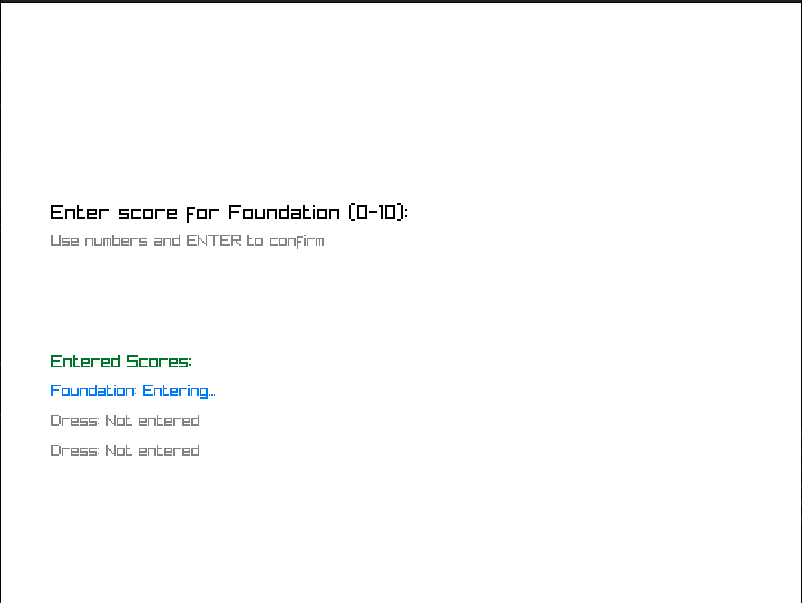 Enter score for Foundation (0-10):
Use numbers and ENTER to confirm
Entered Scores:
Foundation: Entering...
Dress: Not entered
Dress: Not entered